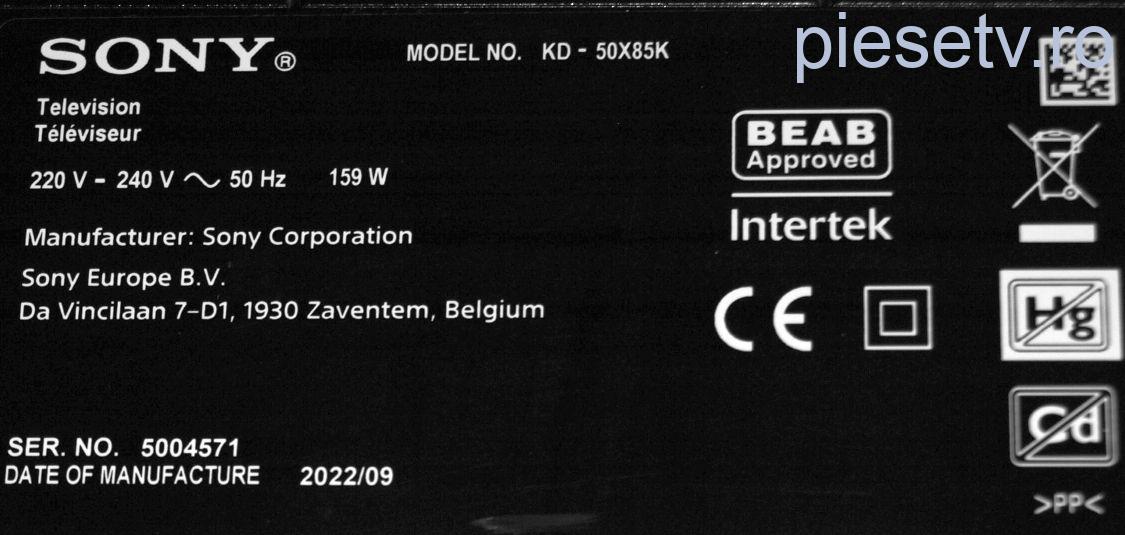 SONY®
MODEL NO. KD - 50X85K
piesetv.ro
Television
Téléviseur
220 V - 240 V ~ 50 Hz 159 W
BEAB
Approved
Intertek
Manufacturer: Sony Corporation
Sony Europe B.V.
Da Vincilaan 7-D1, 1930 Zaventem, Belgium
CE
Hg
Cd
SER. NO. 5004571
DATE OF MANUFACTURE 2022/09
>PP<